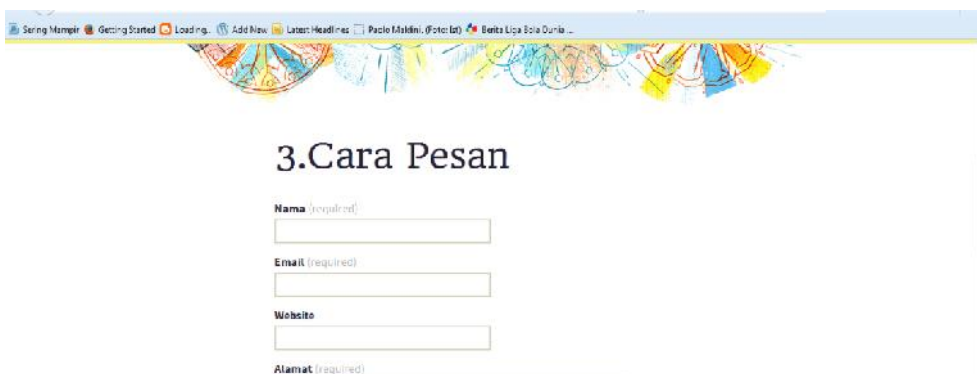 Sering Mampir Getting Started Loading... Add New Latest Headlines Paolo Maldini. (Foto: Ist) Berita Liga Bola Dunia ...
3.Cara Pesan
Nama (required)
Email (required)
Website
Alamat (required)